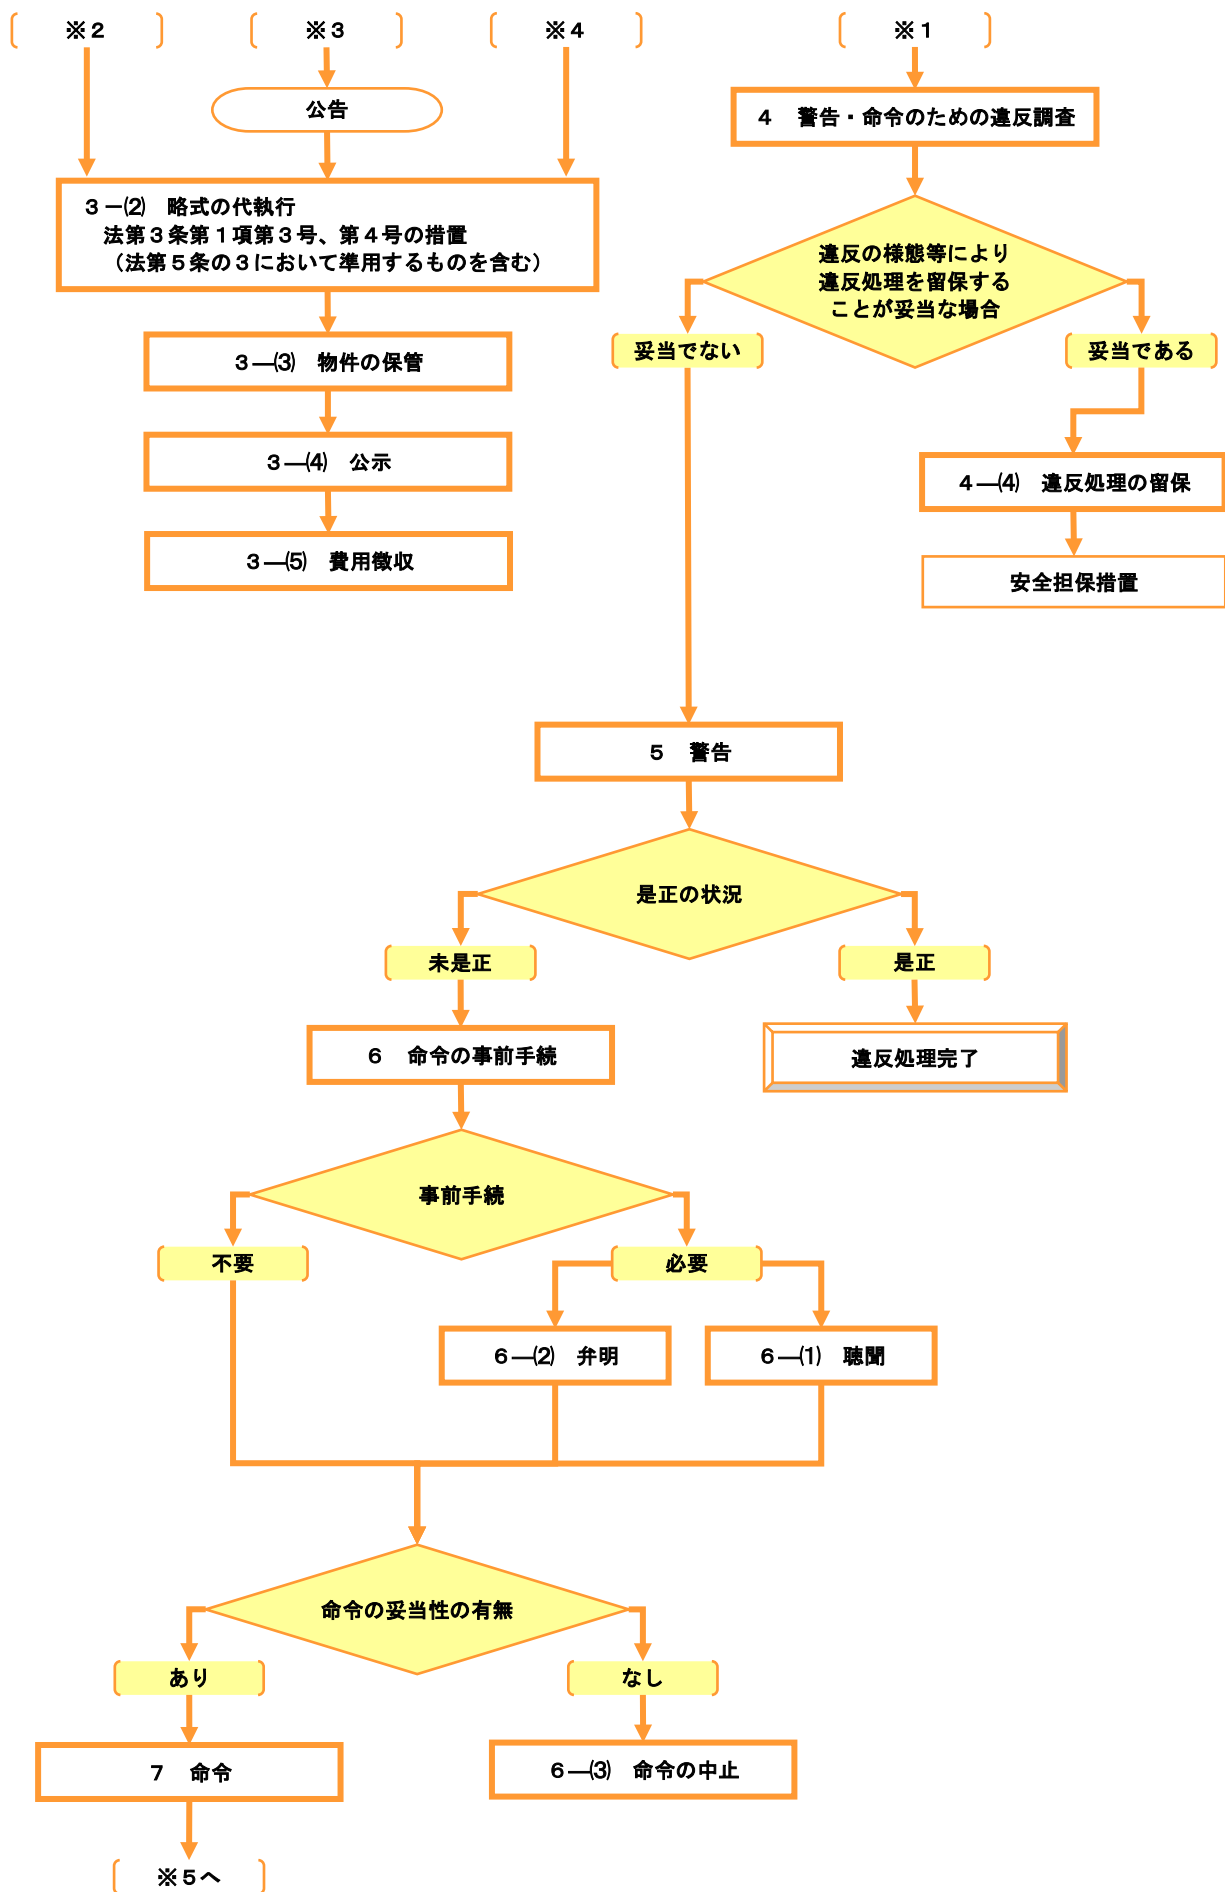 ※２
※３
※４
※１
公告
４　警告・命令のための違反調査
３－⑵　略式の代執行
法第３条第１項第３号、第４号の措置
（法第５条の３において準用するものを含む）
違反の様態等により
違反処理を留保する
ことが妥当な場合
妥当でない
妥当である
３―⑶　物件の保管
３―⑷　公示
４―⑷　違反処理の留保
３―⑸　費用徴収
安全担保措置
５　警告
是正の状況
未是正
是正
６　命令の事前手続
違反処理完了
事前手続
不要
必要
６―⑵　弁明
６―⑴　聴聞
命令の妥当性の有無
あり
なし
７　命令
６―⑶　命令の中止
※５へ